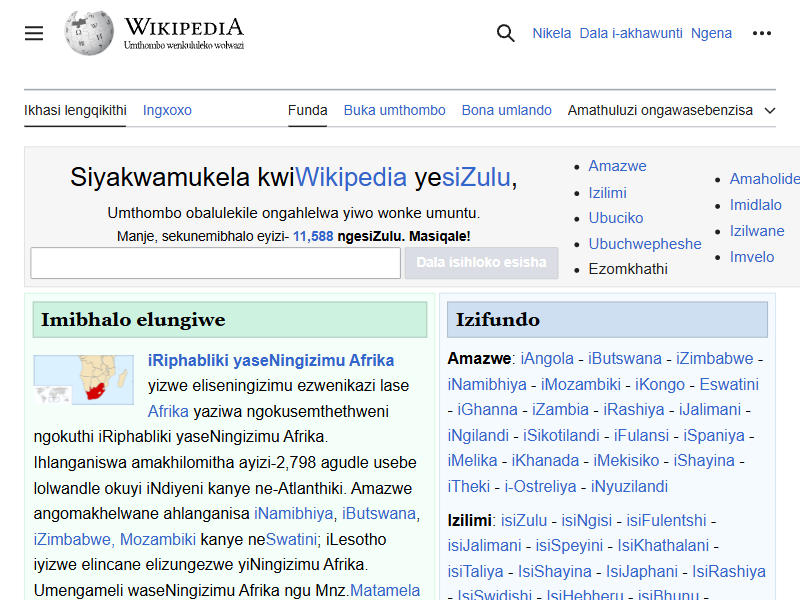 WIKIPEDIA
Umthombo wenkululeko wolwazi
Nikela Dala i-akhawunti Ngena
Ikhasi lengqikithi Ingxoxo Funda Buka umthombo Bona umlando Amathuluzi ongawasebenzisa
Siyakwamukela kwiWikipedia yesiZulu,
Umthombo obalulekile ongahlelwa yiwo wonke umuntu.
Manje, sekunemibhalo eyizi- 11,588 ngesiZulu. Masiqale!
Dala isihloko esisha
Amazwe
Izilimi
Ubuciko
Ubuchwepheshe
Ezomkhathi
Amaholide
Imidlalo
Izilwane
Imvelo
Imibhalo elungiwe
iRiphabliki yaseNingizimu Afrika
yizwe eliseningizimu ezwenikazi lase
Afrika yaziwa ngokusemthethweni
ngokuthi iRiphabliki yaseNingizimu Afrika.
Ihlanganiswa amakhilomitha ayizi-2,798 agudle usebe
lolwandle okuyi iNdiyeni kanye ne-Atlanthiki. Amazwe
angomakhelwane ahlanganisa iNamibhiya, iButswana,
iZimbabwe, Mozambiki kanye neSwatini; iLesotho
iyizwe elincane elizungezwe yiNingizimu Afrika.
Umengameli waseNingizimu Afrika ngu Mnz.Matamela
Izifundo
Amazwe: iAngola - iButswana - iZimbabwe -
iNamibhiya - iMozambiki - iKongo - Eswatini
- iGhanna - iZambia - iRashiya - iJalimani -
iNgilandi - iSikotilandi - iFulansi - iSpaniya -
iMelika - iKhanada - iMekisiko - iShayina -
iTheki - i-Ostreliya - iNyuzilandi
Izilimi: isiZulu - isiNgisi - isiFulentshi -
isiJalimani - isiSpeyini - IsiKhathalani -
isiTaliya - IsiShayina - IsiJaphani - IsiRashiya
- IsiSwidishi - IsiHebheru - isiBhunu -